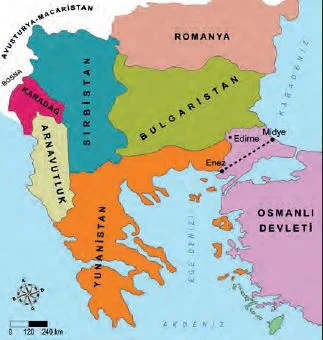 AVUSTURYA-MACARİSTAN
ROMANYA
BOSNA
KARADAĞ
SIRBİSTAN
BULGARİSTAN
KARADENİZ
ARNAVUTLUK
Edirne
Midye
Enez
YUNANİSTAN
EGE DENİZİ
OSMANLI
DEVLETİ
AKDENİZ
0 120 240 km